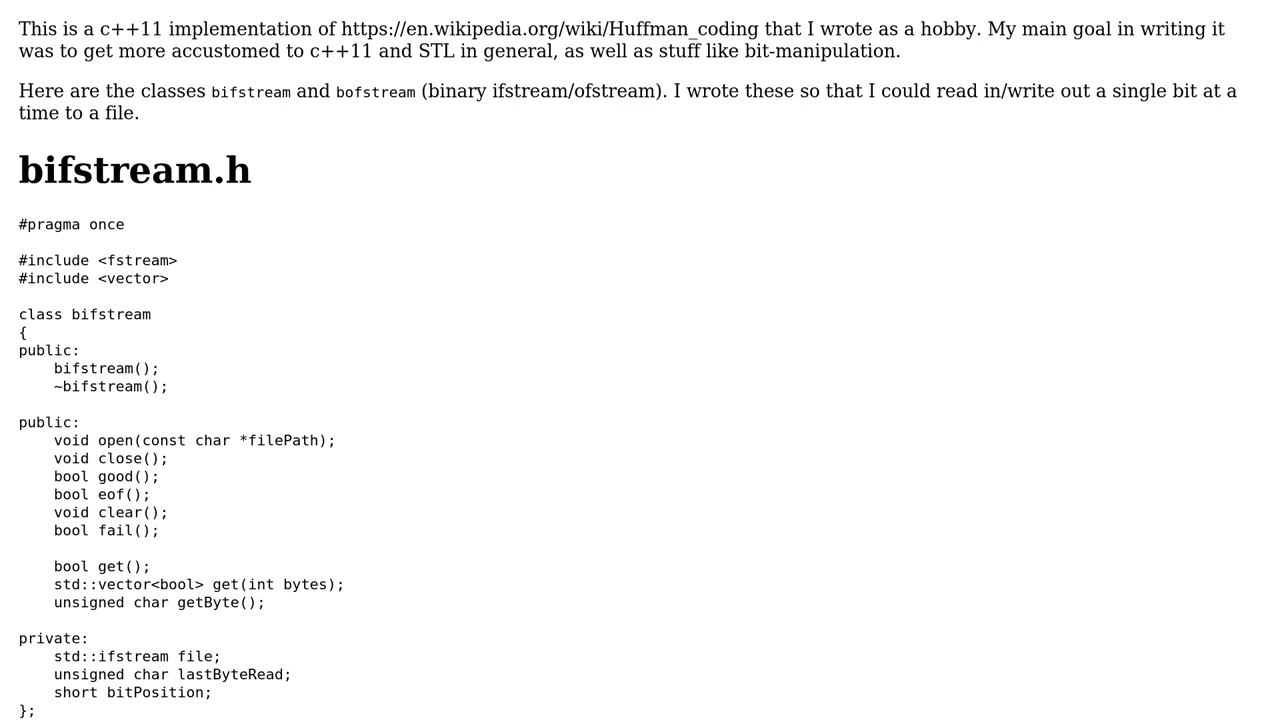 This is a c++11 implementation of https://en.wikipedia.org/wiki/Huffman_coding that I wrote as a hobby. My main goal in writing it
was to get more accustomed to c++11 and STL in general, as well as stuff like bit-manipulation.
Here are the classes bifstream and bofstream (binary ifstream/ofstream). I wrote these so that I could read in/write out a single bit at a
time to a file.
bifstream.h
#pragma once
#include <fstream>
#include <vector>
class bifstream
{
public:
    bifstream();
    ~bifstream();
public:
    void open(const char *filePath);
    void close();
    bool good();
    bool eof();
    void clear();
    bool fail();
    bool get();
    std::vector<bool> get(int bytes);
    unsigned char getByte();
private:
    std::ifstream file;
    unsigned char lastByteRead;
    short bitPosition;
};